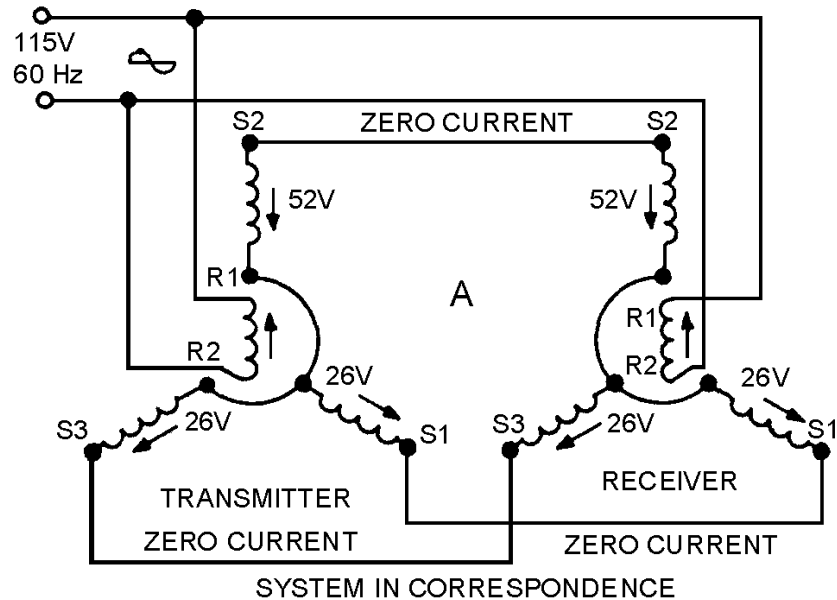 115V
60 Hz
S2 ZERO CURRENT S2
52V 52V
R1
A
R1
R2 R2
26V 26V
26V 26V
S3 S1 S3 S1
TRANSMITTER RECEIVER
ZERO CURRENT ZERO CURRENT
SYSTEM IN CORRESPONDENCE